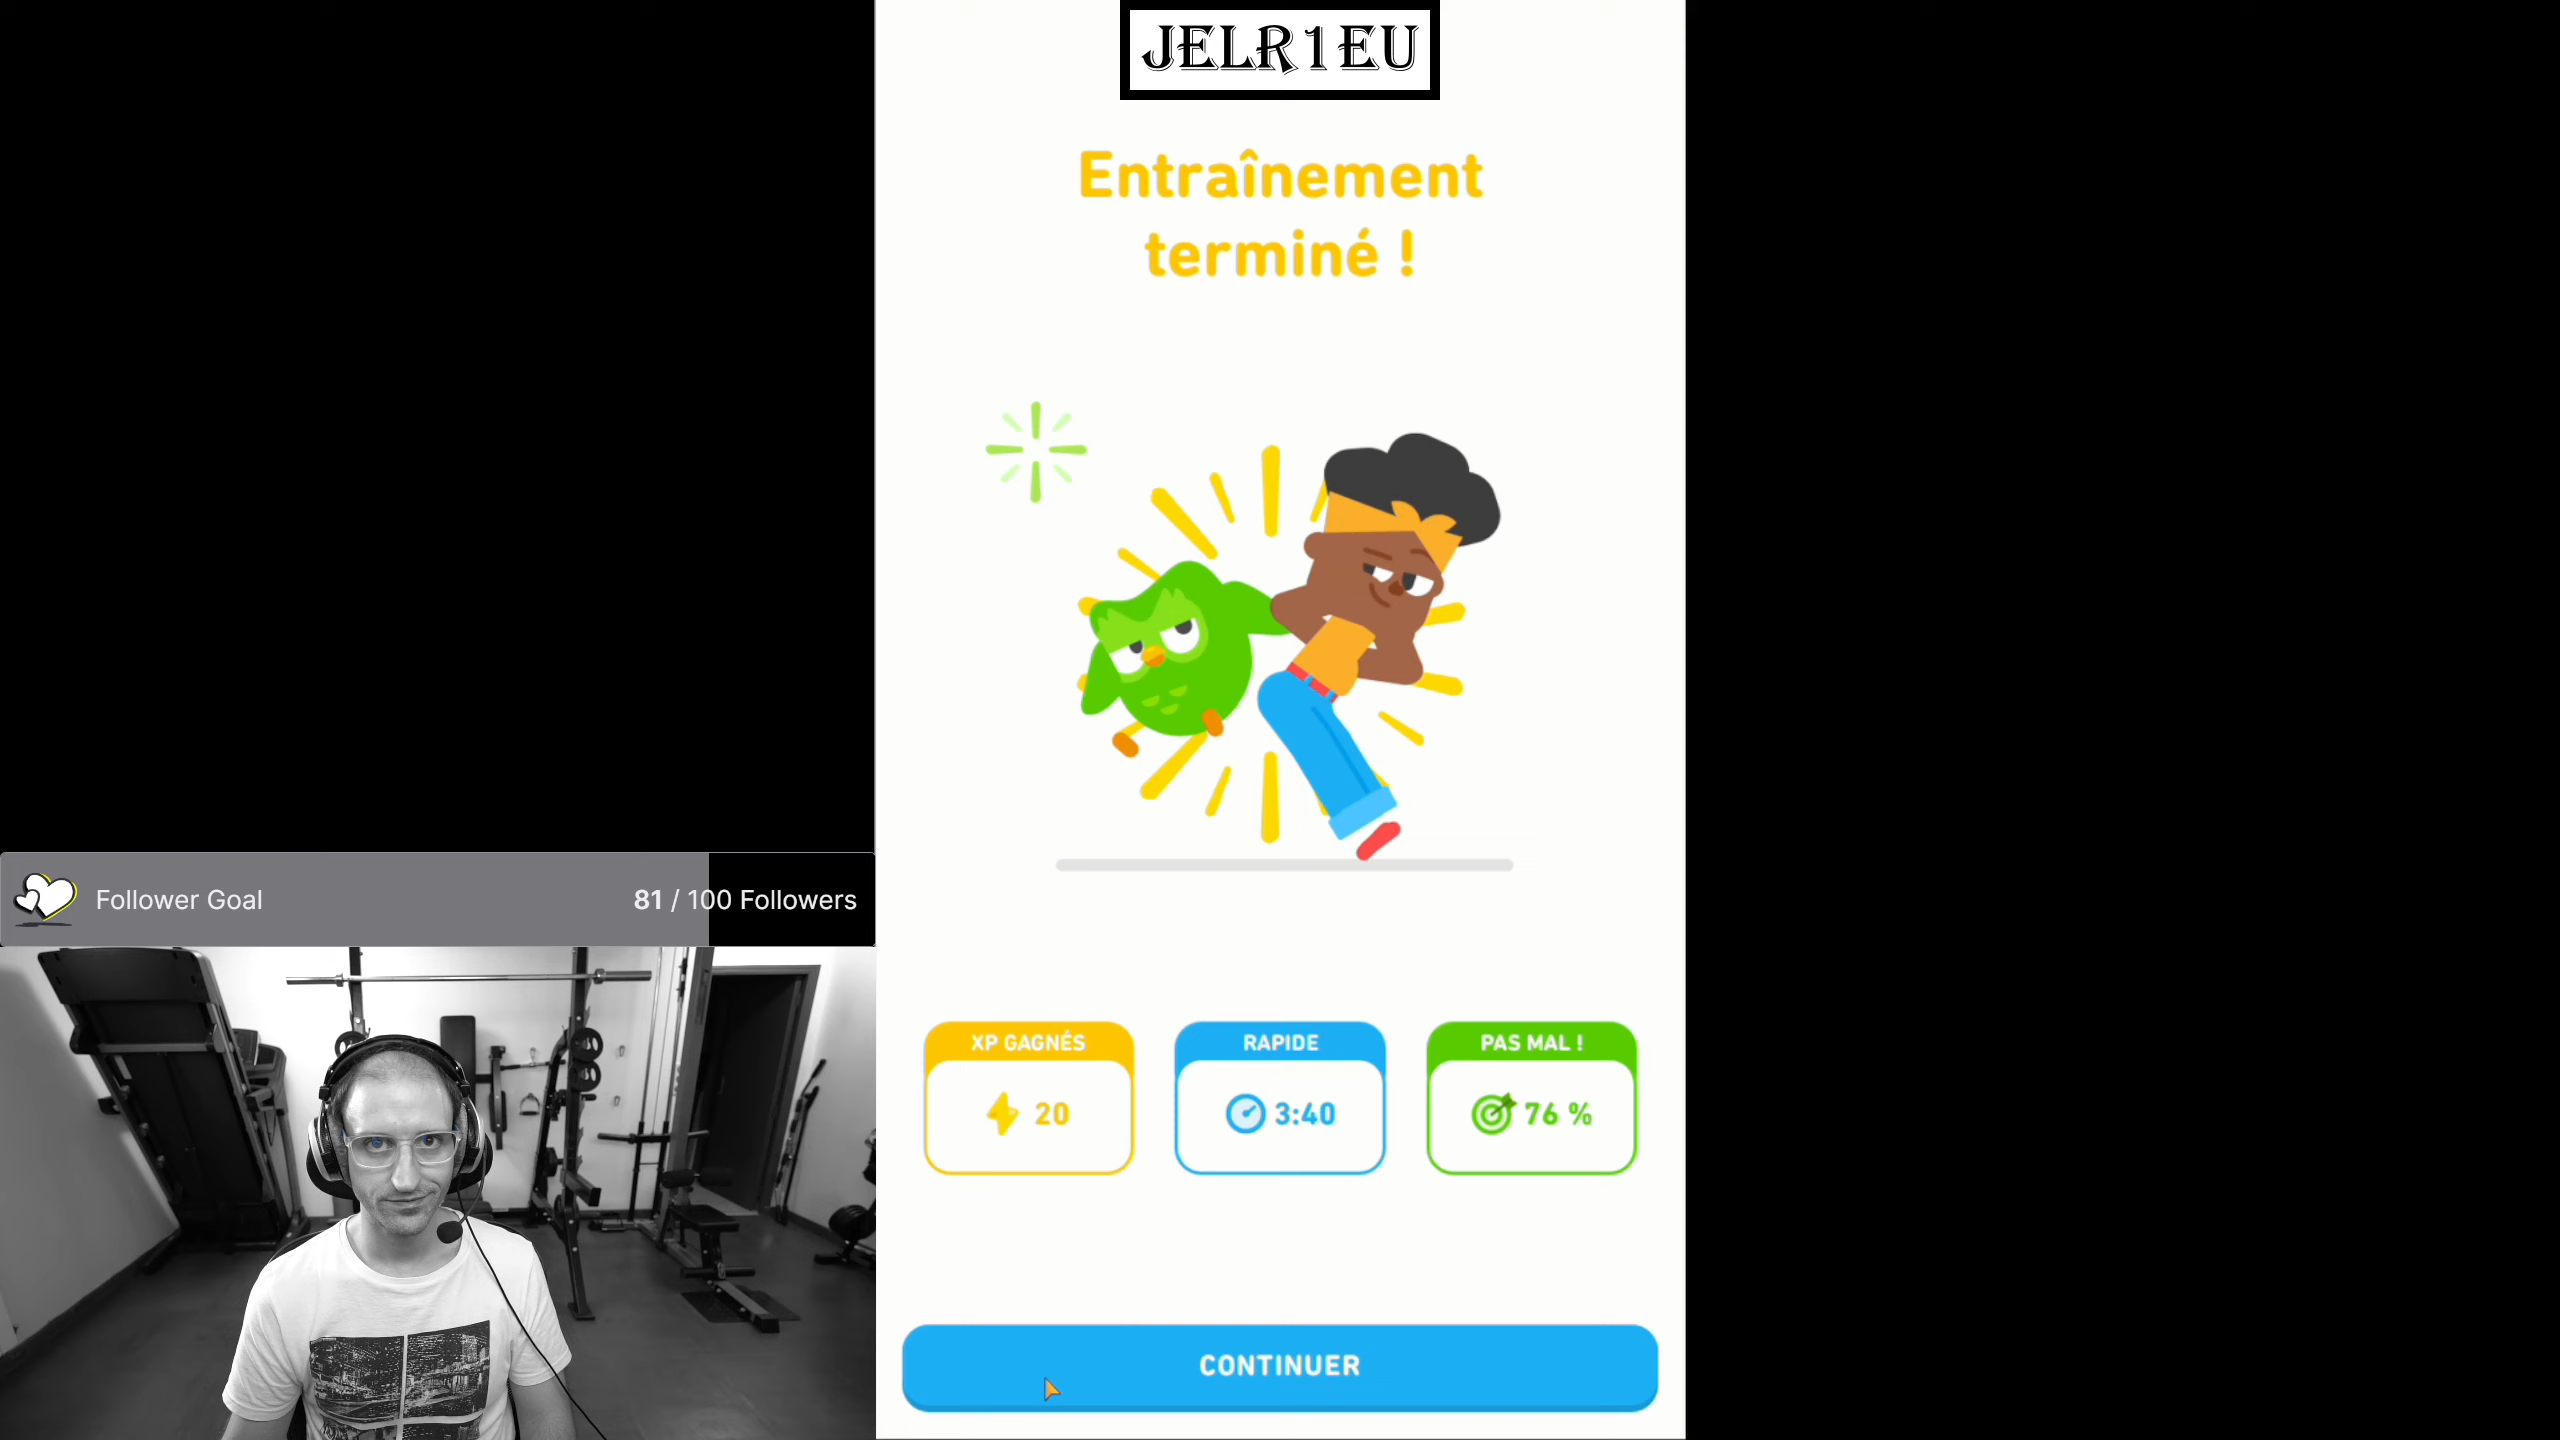 JELR1EU
Entraînement
terminé !
Follower Goal
81 / 100 Followers
XP GAGNÉS
RAPIDE
PAS MAL !
20
3:40
76 %
CONTINUER